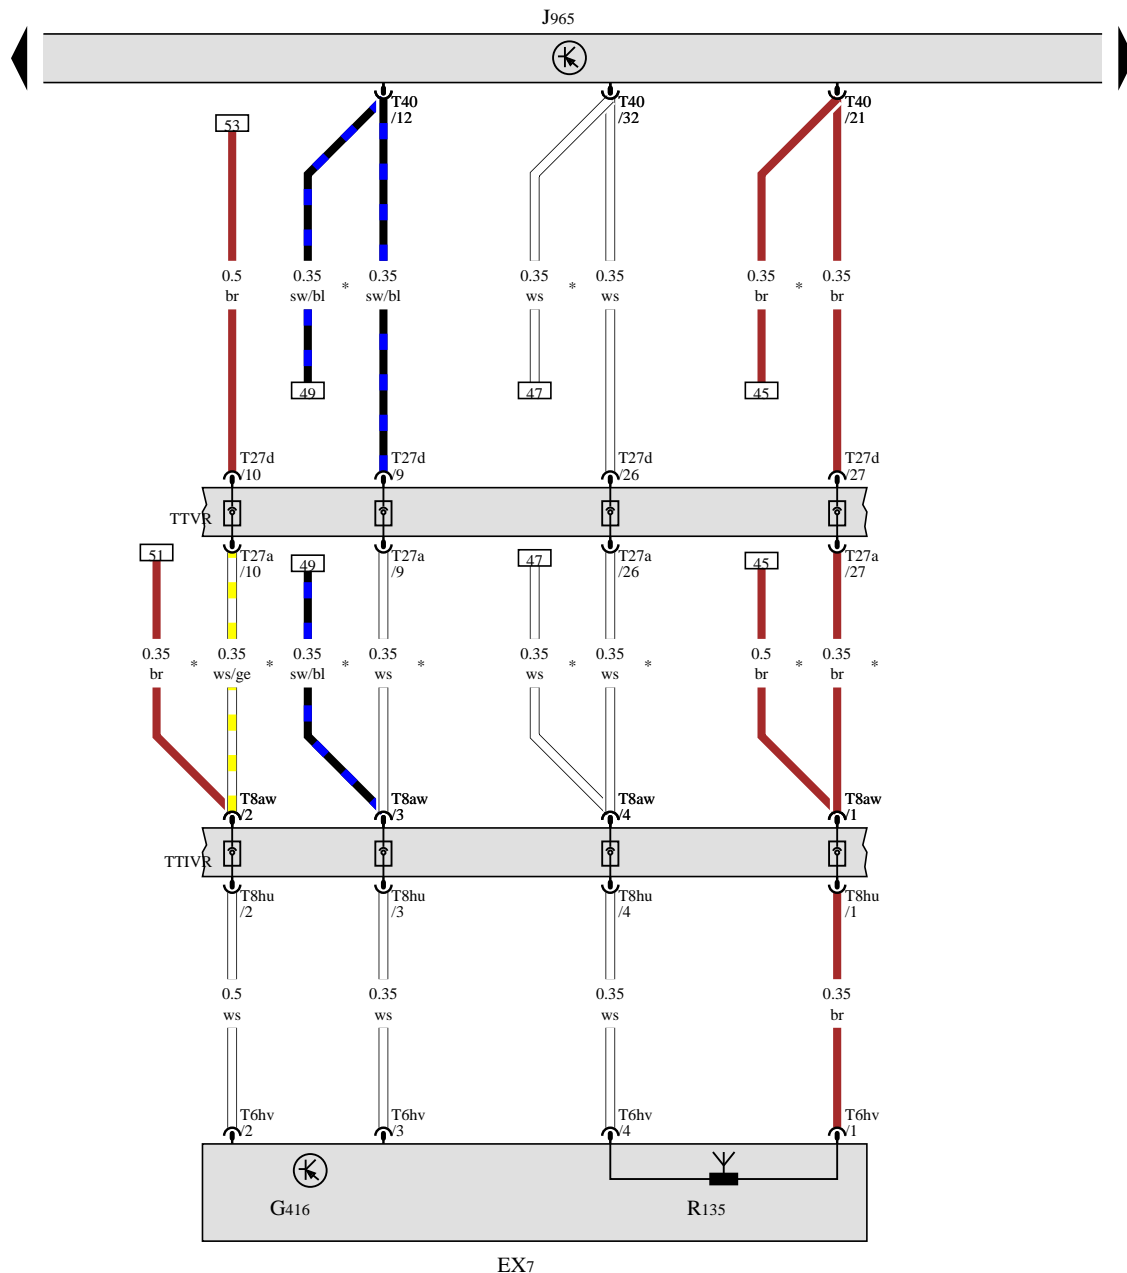 J965
T40
/12
T40
/32
T40
/21
53
0.5
br
0.35
sw/bl
*
0.35
sw/bl
0.35
ws
*
0.35
ws
0.35
br
*
0.35
br
49
47
45
T27d
/10
T27d
/9
T27d
/26
T27d
/27
TTVR
T27a
/10
T27a
/9
T27a
/26
T27a
/27
51
49
47
45
0.35
br
*
0.35
ws/ge
*
0.35
sw/bl
*
0.35
ws
*
0.35
ws
*
0.35
ws
*
0.5
br
*
0.35
br
*
T8aw
/2
T8aw
/3
T8aw
/4
T8aw
/1
TTIVR
T8hu
/2
T8hu
/3
T8hu
/4
T8hu
/1
0.5
ws
0.35
ws
0.35
ws
0.35
br
T6hv
/2
T6hv
/3
T6hv
/4
T6hv
/1
G416
R135
EX7